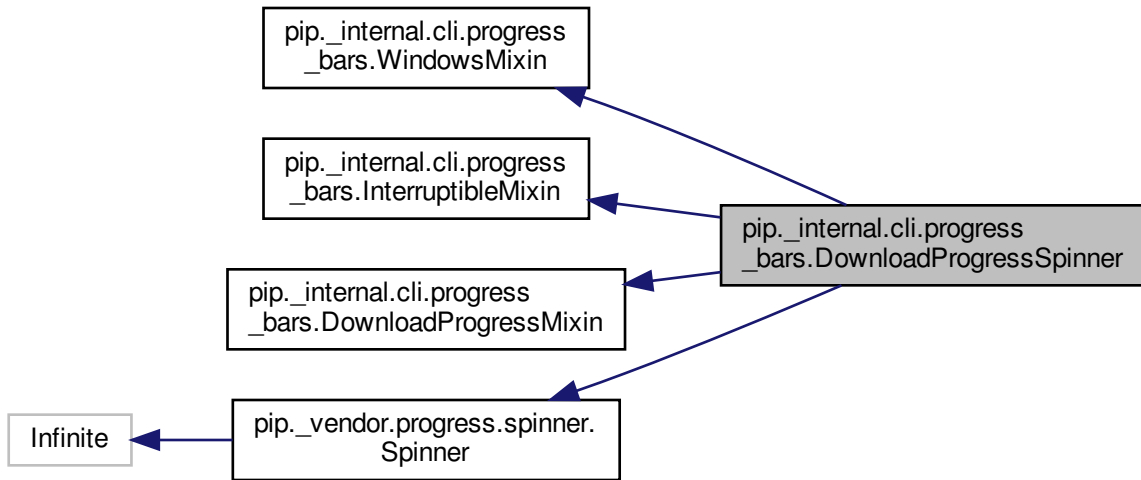 pip._internal.cli.progress
_bars.WindowsMixin
pip._internal.cli.progress
_bars.InterruptibleMixin
pip._internal.cli.progress
_bars.DownloadProgressSpinner
pip._internal.cli.progress
_bars.DownloadProgressMixin
Infinite
pip._vendor.progress.spinner.
Spinner